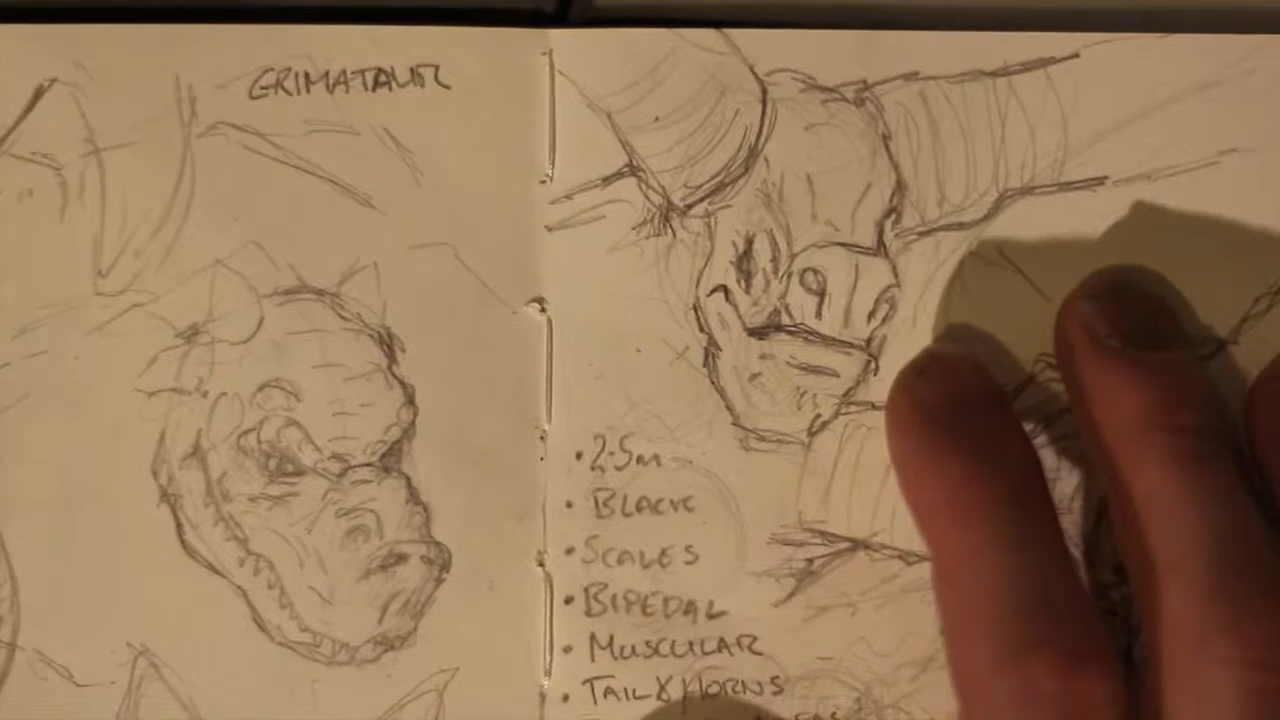 GRIMATAUR
• 2.5m
• BLACK
• SCALES
• BIPEDAL
• MUSCULAR
• TAIL & HORNS